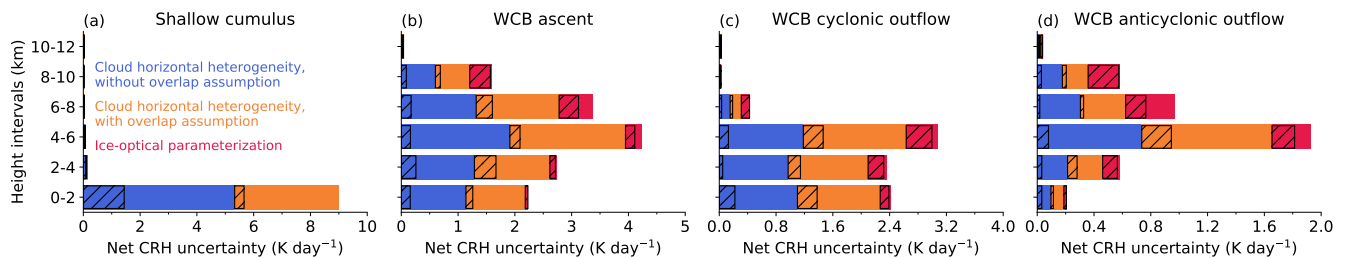 (a) Shallow cumulus
(b) WCB ascent
(c) WCB cyclonic outflow
(d) WCB anticyclonic outflow
Height intervals (km)
10-12
8-10
6-8
4-6
2-4
0-2
Cloud horizontal heterogeneity,
without overlap assumption
Cloud horizontal heterogeneity,
with overlap assumption
Ice-optical parameterization
0 2 4 6 8 10
0 1 2 3 4 5
0.0 0.8 1.6 2.4 3.2 4.0
0.0 0.4 0.8 1.2 1.6 2.0
Net CRH uncertainty (K day⁻¹)
Net CRH uncertainty (K day⁻¹)
Net CRH uncertainty (K day⁻¹)
Net CRH uncertainty (K day⁻¹)